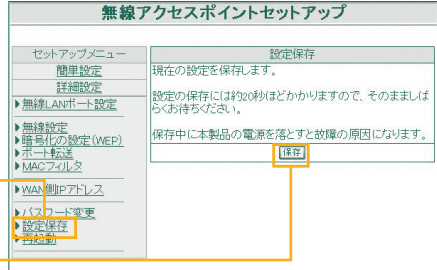 無線アクセスポイントセットアップ
セットアップメニュー
簡単設定
詳細設定
無線LANポート設定
無線設定
暗号化の設定(WEP)
ポート転送
MACフィルタ
WAN側IPアドレス
パスワード変更
設定保存
再起動
設定保存
現在の設定を保存します。
設定の保存には約20秒ほどかかりますので、そのまましば
らくお待ちください。
保存中に本製品の電源を落とすと故障の原因になります。
保存